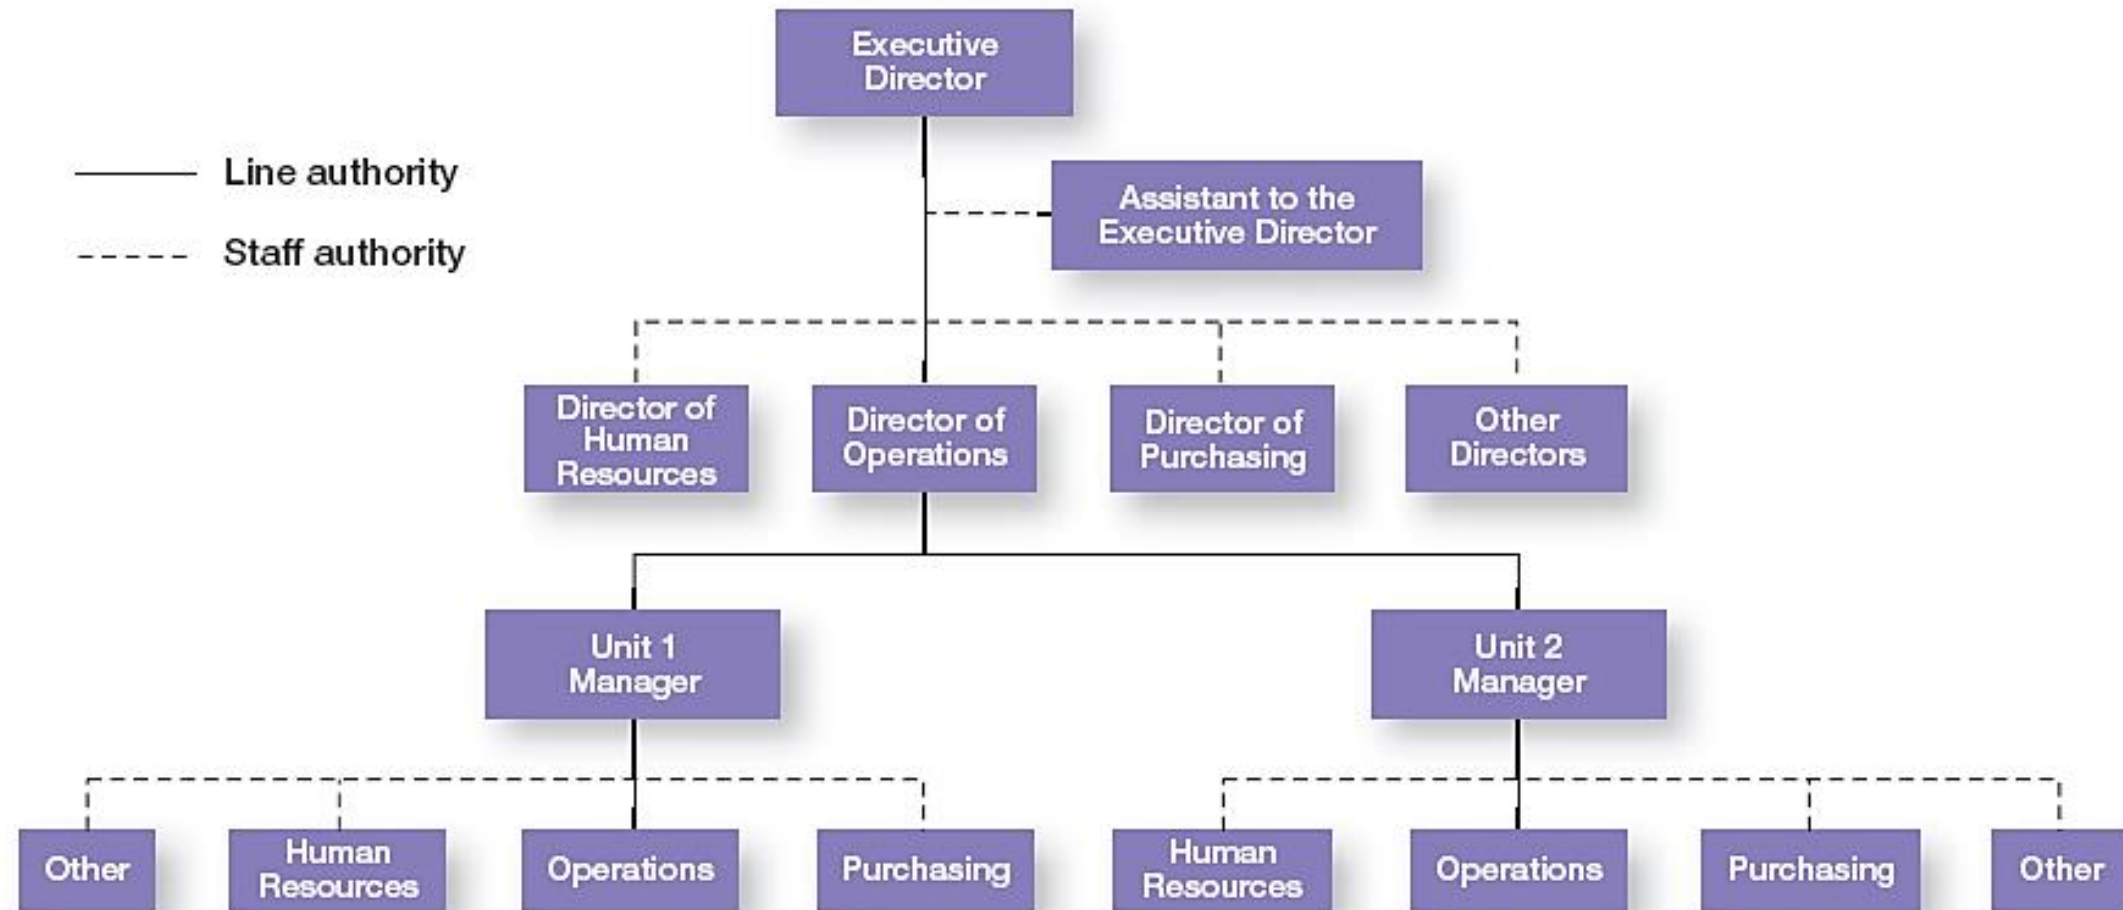 Executive
Director
Line authority
Assistant to the
Executive Director
Staff authority
Director of
Human
Resources
Director of
Operations
Director of
Purchasing
Other
Directors
Unit 1
Manager
Unit 2
Manager
Other
Human
Resources
Operations
Purchasing
Human
Resources
Operations
Purchasing
Other